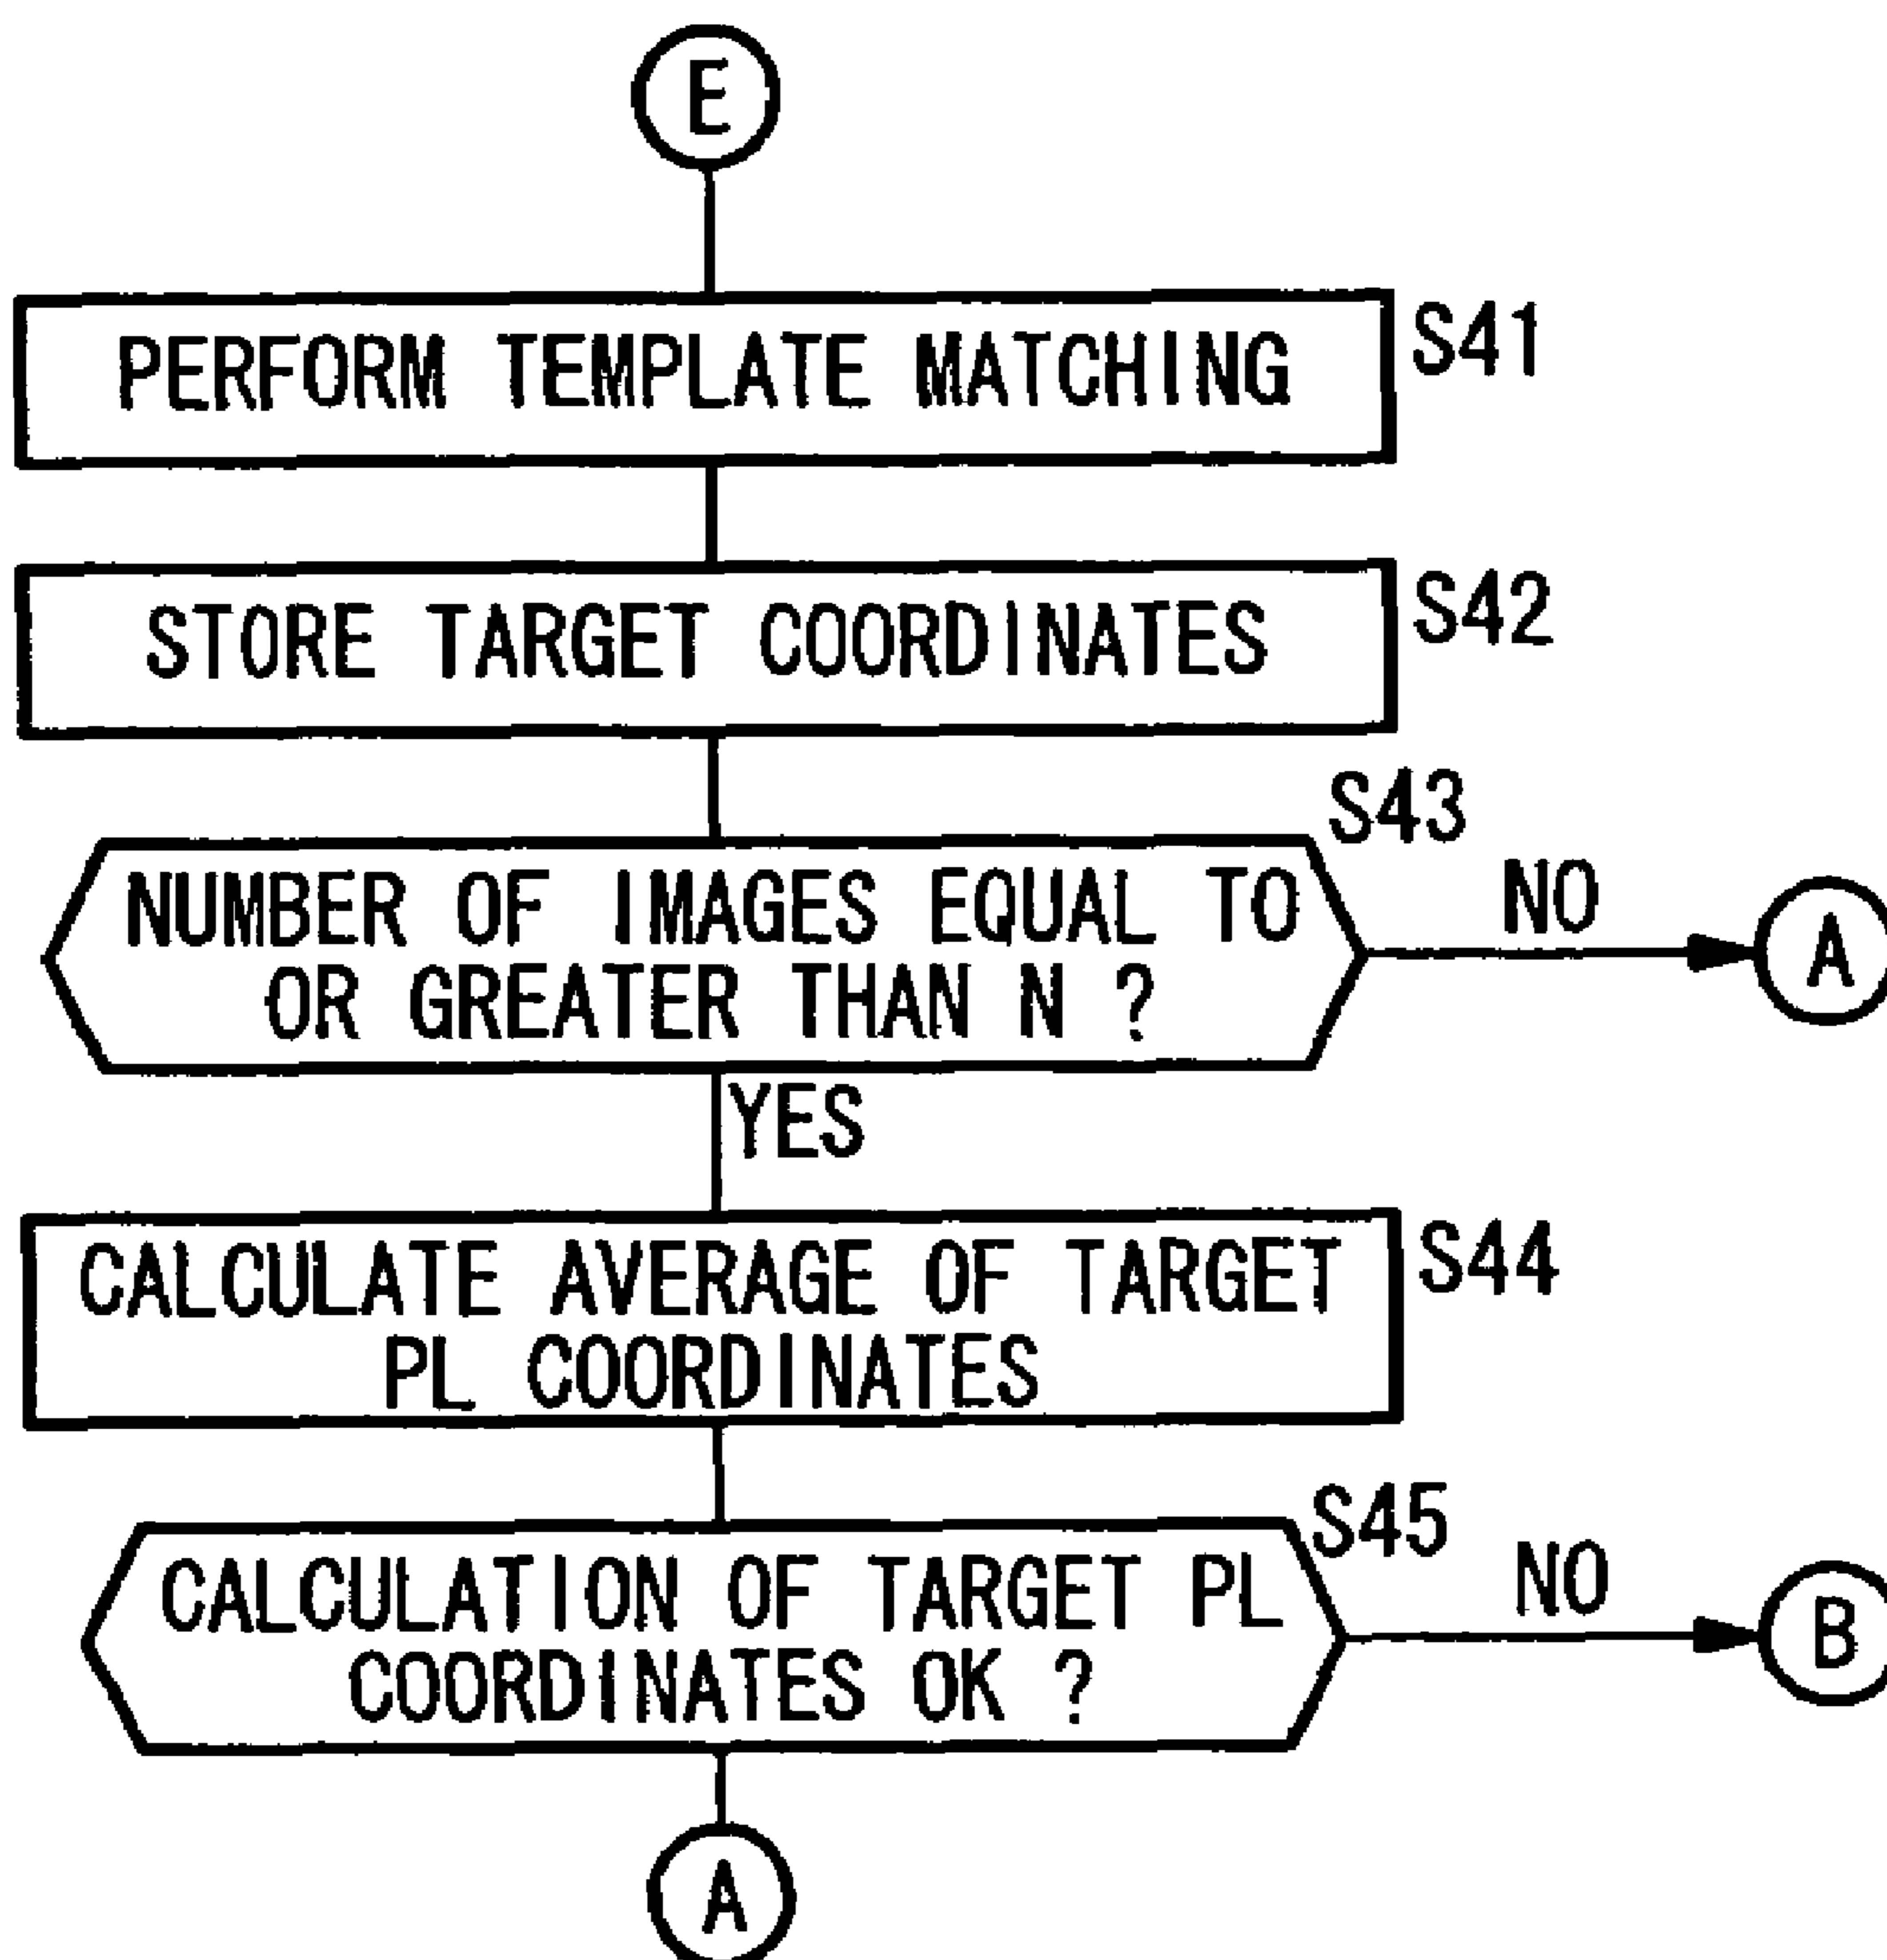 E
PERFORM TEMPLATE MATCHING
S41
STORE TARGET COORDINATES
S42
S43
NUMBER OF IMAGES EQUAL TO
OR GREATER THAN N ?
NO
A
YES
CALCULATE AVERAGE OF TARGET
PL COORDINATES
S44
S45
CALCULATION OF TARGET PL
COORDINATES OK ?
NO
B
A